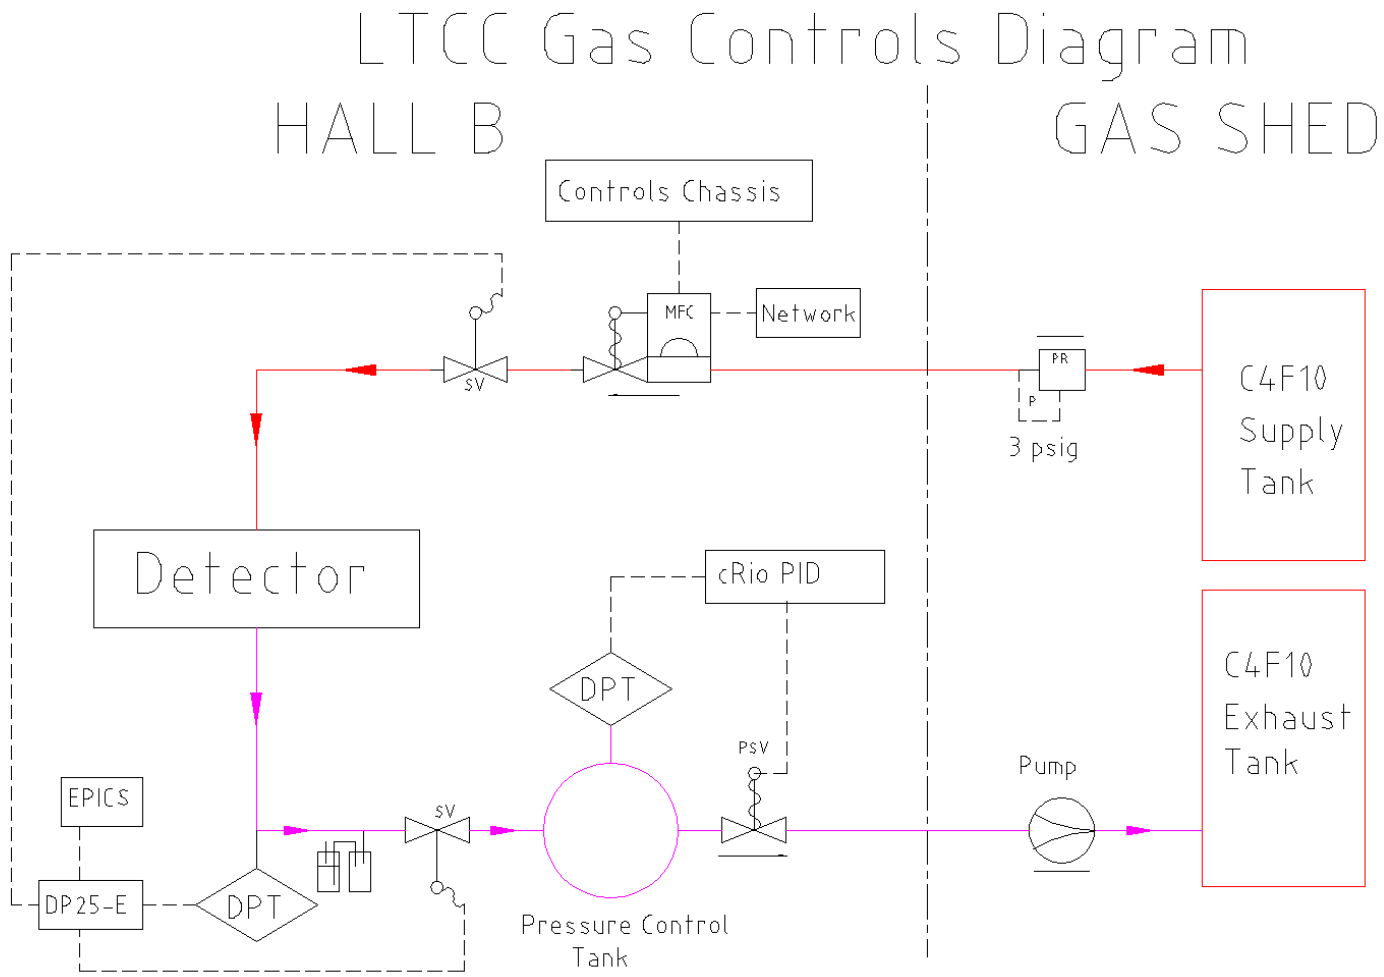 LTCC Gas Controls Diagram
HALL B
GAS SHED
Controls Chassis
MFC
Network
SV
PR
P
3 psig
C4F10
Supply
Tank
Detector
cRio PID
DPT
C4F10
Exhaust
Tank
PSV
Pump
EPICS
SV
DP25-E
DPT
Pressure Control
Tank